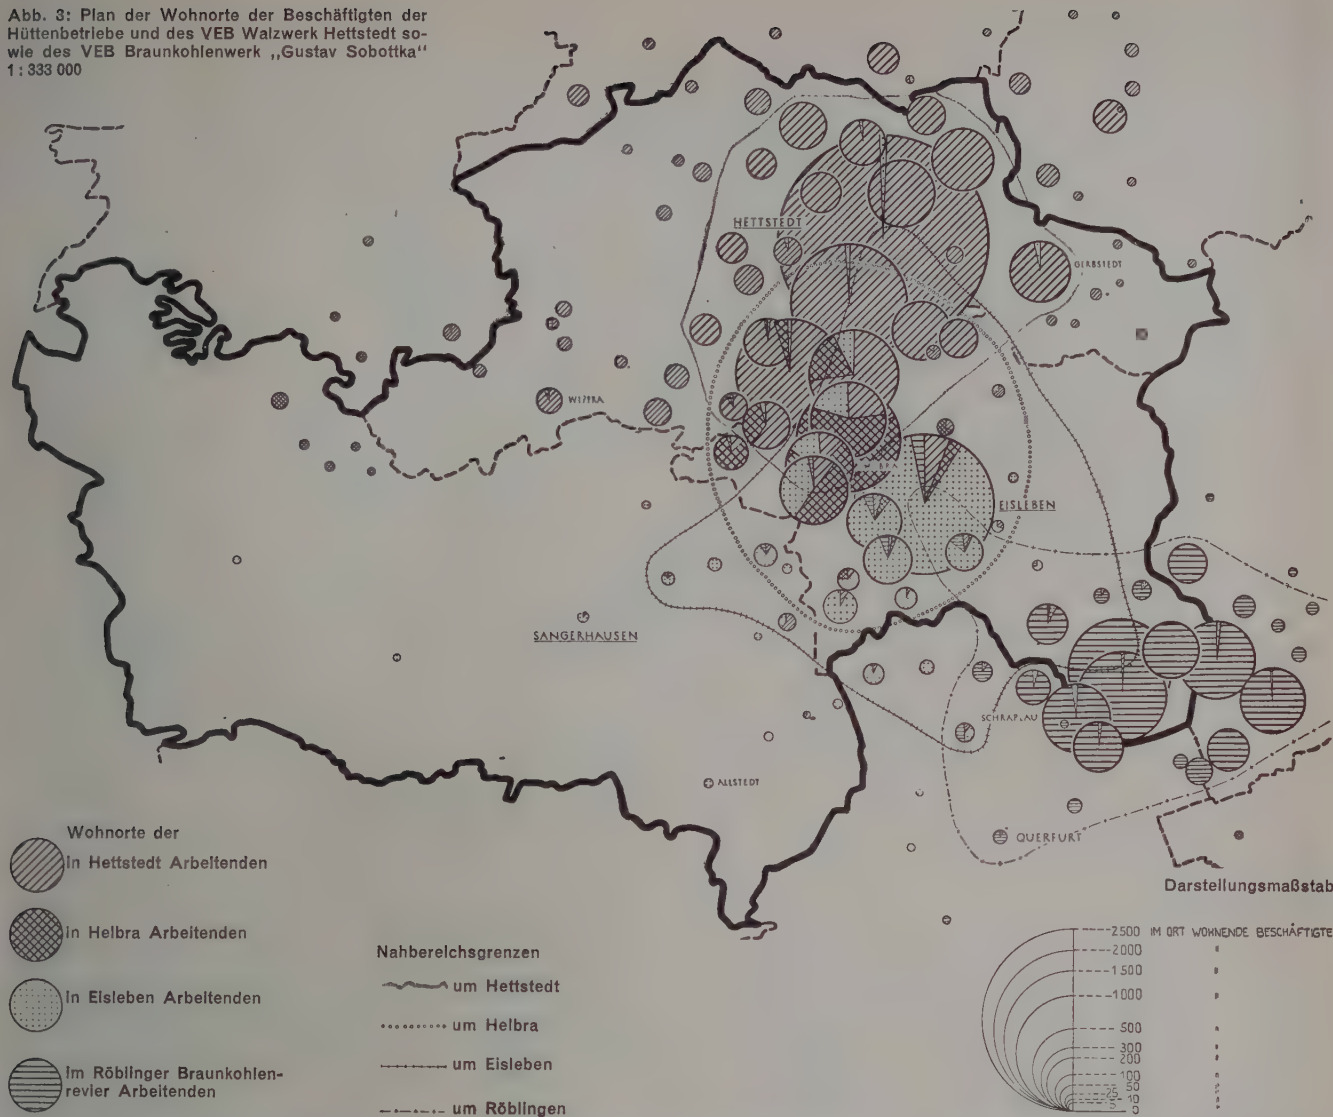 Abb. 3: Plan der Wohnorte der Beschäftigten der
Hüttenbetriebe und des VEB Walzwerk Hettstedt so-
wie des VEB Braunkohlenwerk „Gustav Sobottka“
1 : 333 000
HETTSTEDT
GERBSTEDT
WIPPRA
EISLEBEN
SANGERHAUSEN
SCHRAPLAU
ALLSTEDT
QUERFURT
Wohnorte der
in Hettstedt Arbeitenden
in Helbra Arbeitenden
in Eisleben Arbeitenden
Im Röblinger Braunkohlen-
revier Arbeitenden
Nahbereichsgrenzen
um Hettstedt
um Helbra
um Eisleben
um Röblingen
Darstellungsmaßstab
2500 IM ORT WOHNENDE BESCHÄFTIGTE
2000 "
1500 "
1000 "
500 "
300 "
200
100 "
50 "
25 "
10 "
5
0 "